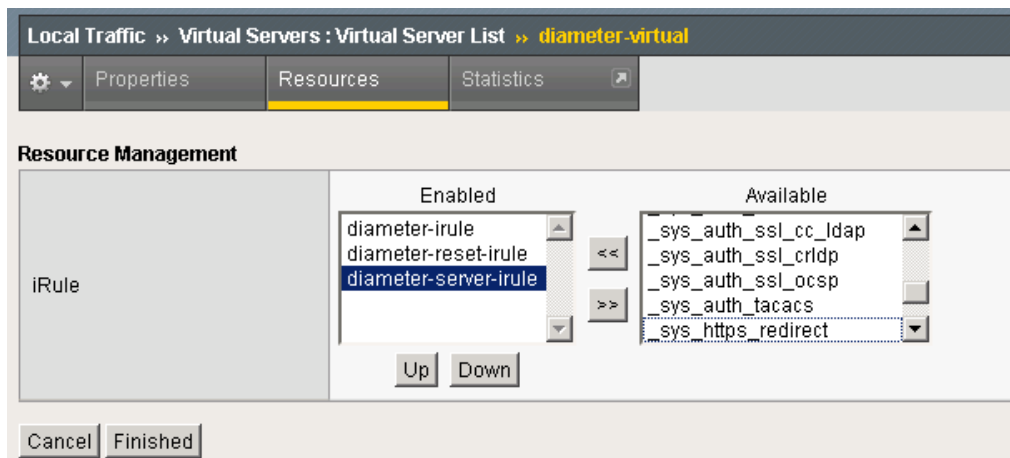 Local Traffic » Virtual Servers : Virtual Server List » diameter-virtual
Properties Resources Statistics
Resource Management
Enabled Available
iRule
diameter-irule
diameter-reset-irule
diameter-server-irule
<<
>>
_sys_auth_ssl_cc_ldap
_sys_auth_ssl_crldp
_sys_auth_ssl_ocsp
_sys_auth_tacacs
_sys_https_redirect
Up Down
Cancel Finished